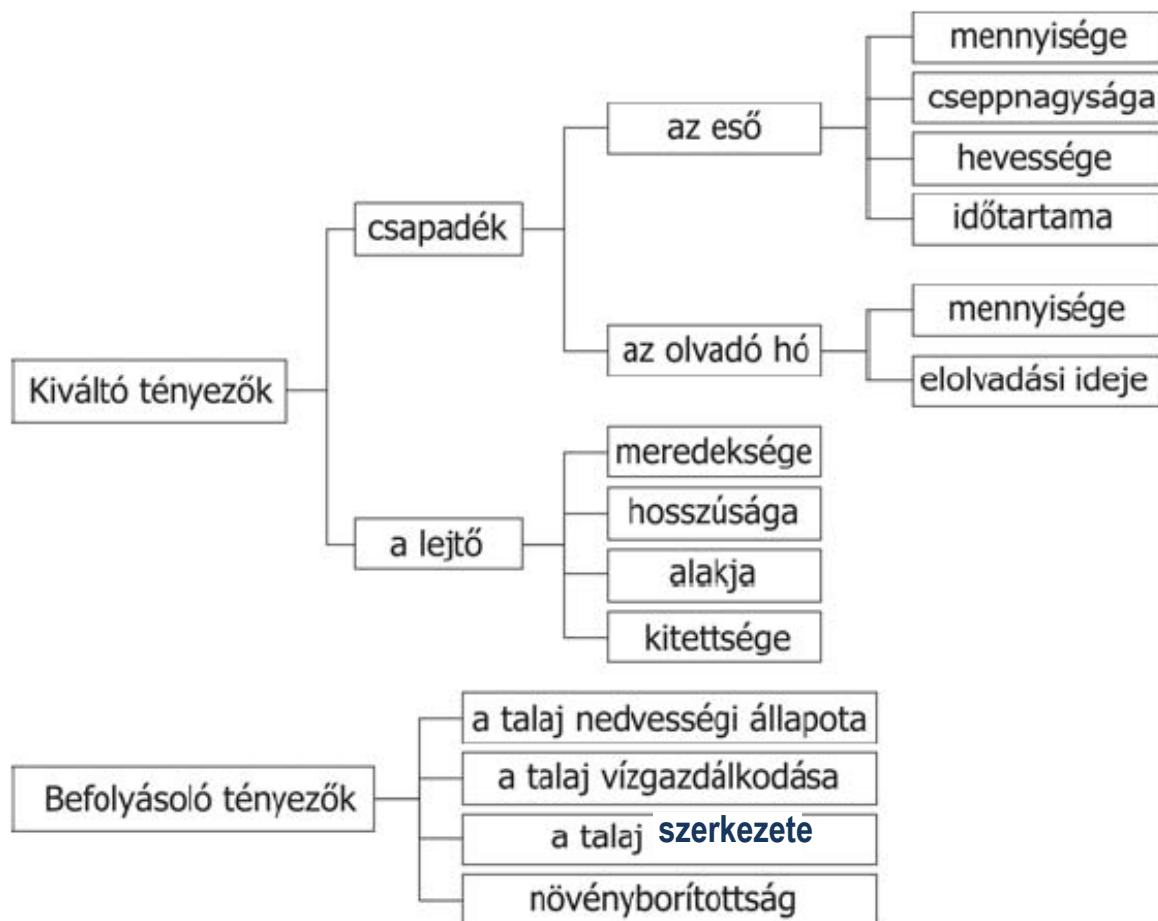 mennyisége
cseppnagysága
az eső
hevessége
időtartama
csapadék
mennyisége
az olvadó hó
elolvadási ideje
Kiváltó tényezők
meredeksége
hosszúsága
a lejtő
alakja
kitettsége
a talaj nedvességi állapota
a talaj vízgazdálkodása
Befolyásoló tényezők
a talaj szerkezete
növényborítottság